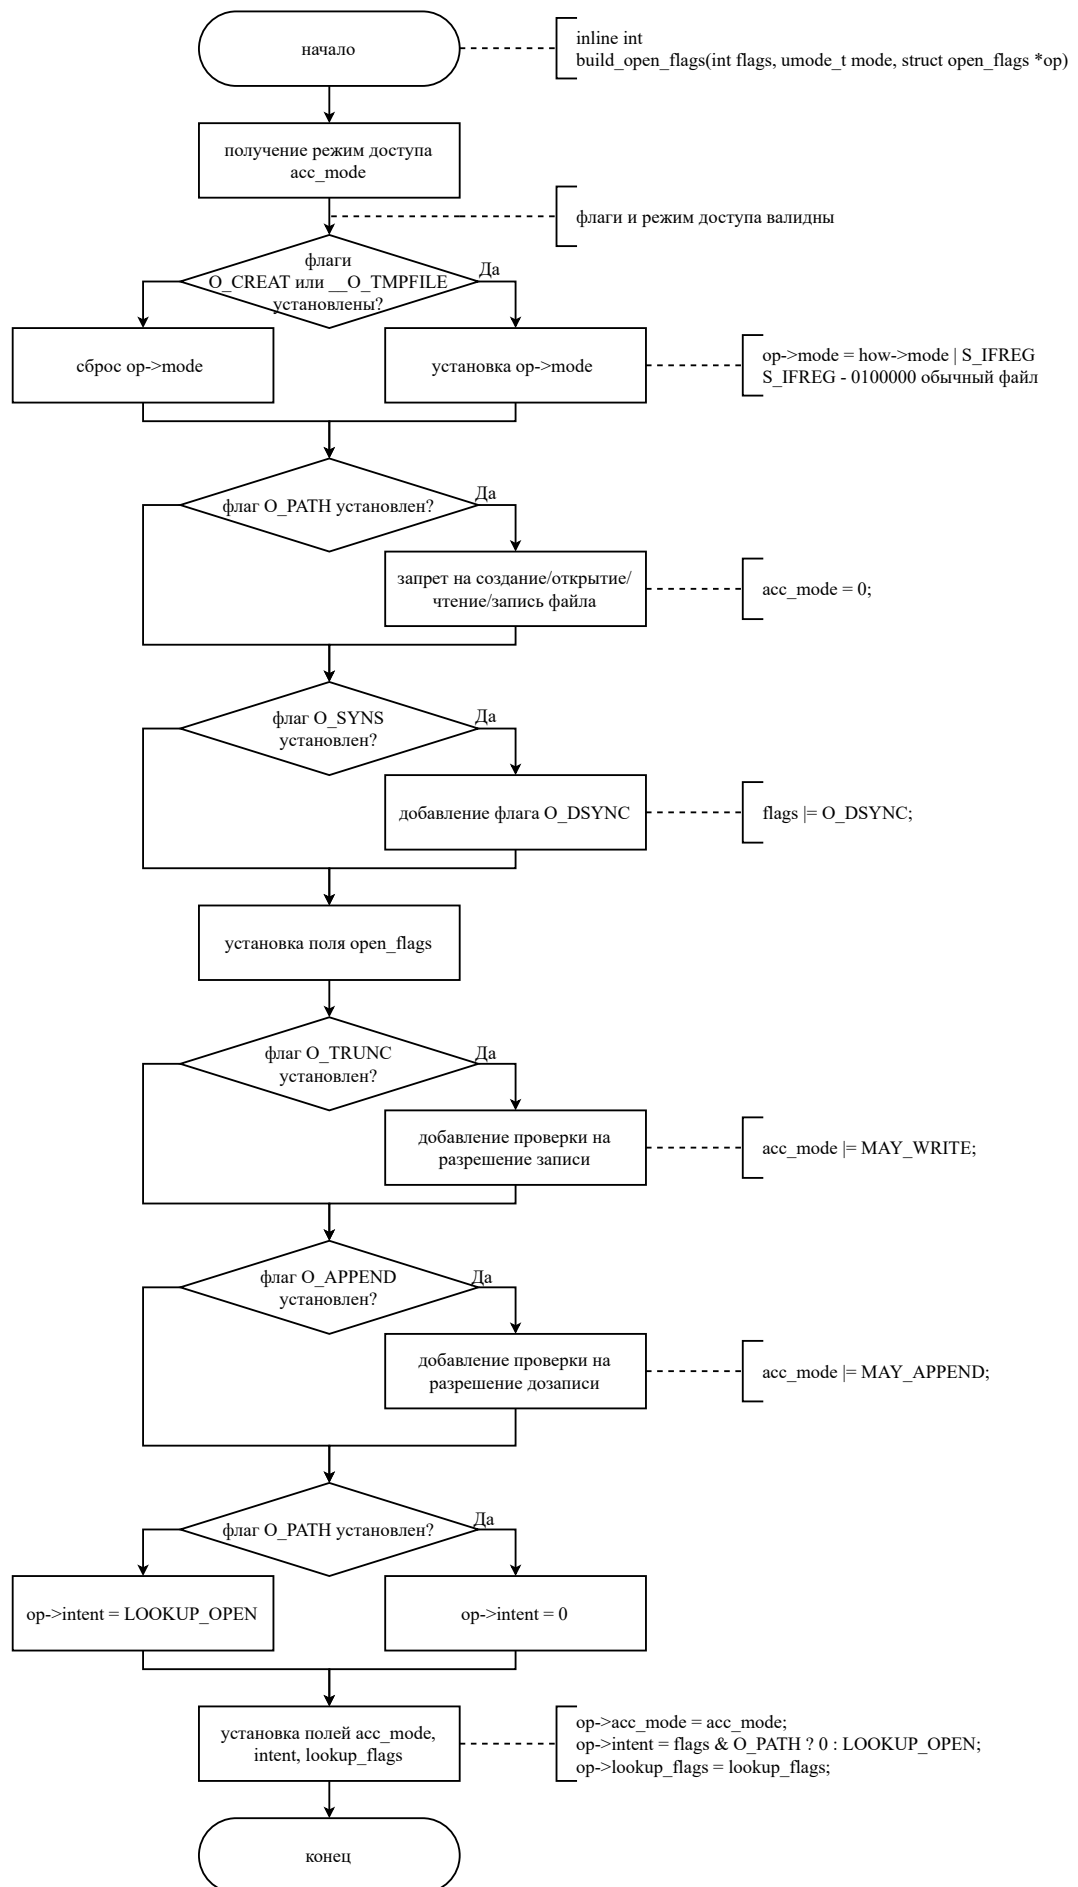 начало
inline int
build_open_flags(int flags, umode_t mode, struct open_flags *op)
получение режим доступа
acc_mode
флаги и режим доступа валидны
флаги
O_CREAT или __O_TMPFILE
установлены?
Да
сброс op->mode
установка op->mode
op->mode = how->mode | S_IFREG
S_IFREG - 0100000 обычный файл
флаг O_PATH установлен?
Да
запрет на создание/открытие/
чтение/запись файла
acc_mode = 0;
флаг O_SYNS
установлен?
Да
добавление флага O_DSYNC
flags |= O_DSYNC;
установка поля open_flags
флаг O_TRUNC
установлен?
Да
добавление проверки на
разрешение записи
acc_mode |= MAY_WRITE;
флаг O_APPEND
установлен?
Да
добавление проверки на
разрешение дозаписи
acc_mode |= MAY_APPEND;
флаг O_PATH установлен?
Да
op->intent = LOOKUP_OPEN
op->intent = 0
установка полей acc_mode,
intent, lookup_flags
op->acc_mode = acc_mode;
op->intent = flags & O_PATH ? 0 : LOOKUP_OPEN;
op->lookup_flags = lookup_flags;
конец